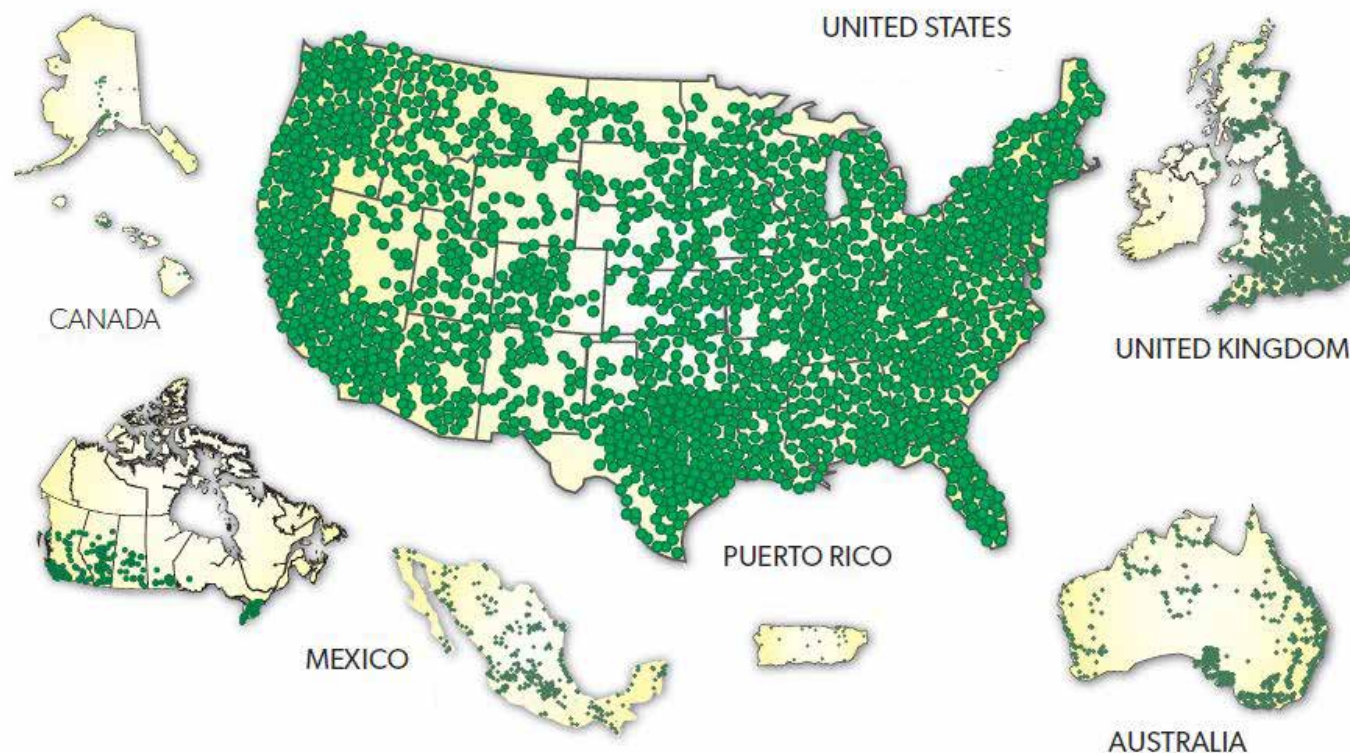 UNITED STATES
CANADA
UNITED KINGDOM
PUERTO RICO
MEXICO
AUSTRALIA